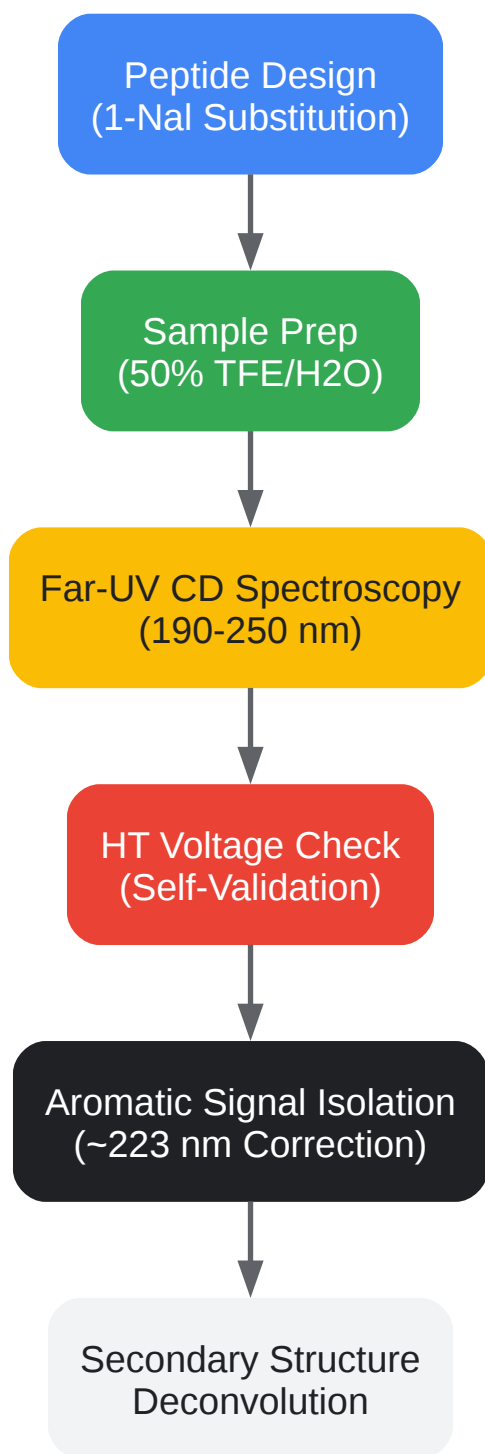 Peptide Design
(1-Nal Substitution)
Sample Prep
(50% TFE/H2O)
Far-UV CD Spectroscopy
(190-250 nm)
HT Voltage Check
(Self-Validation)
Aromatic Signal Isolation
(~223 nm Correction)
Secondary Structure
Deconvolution